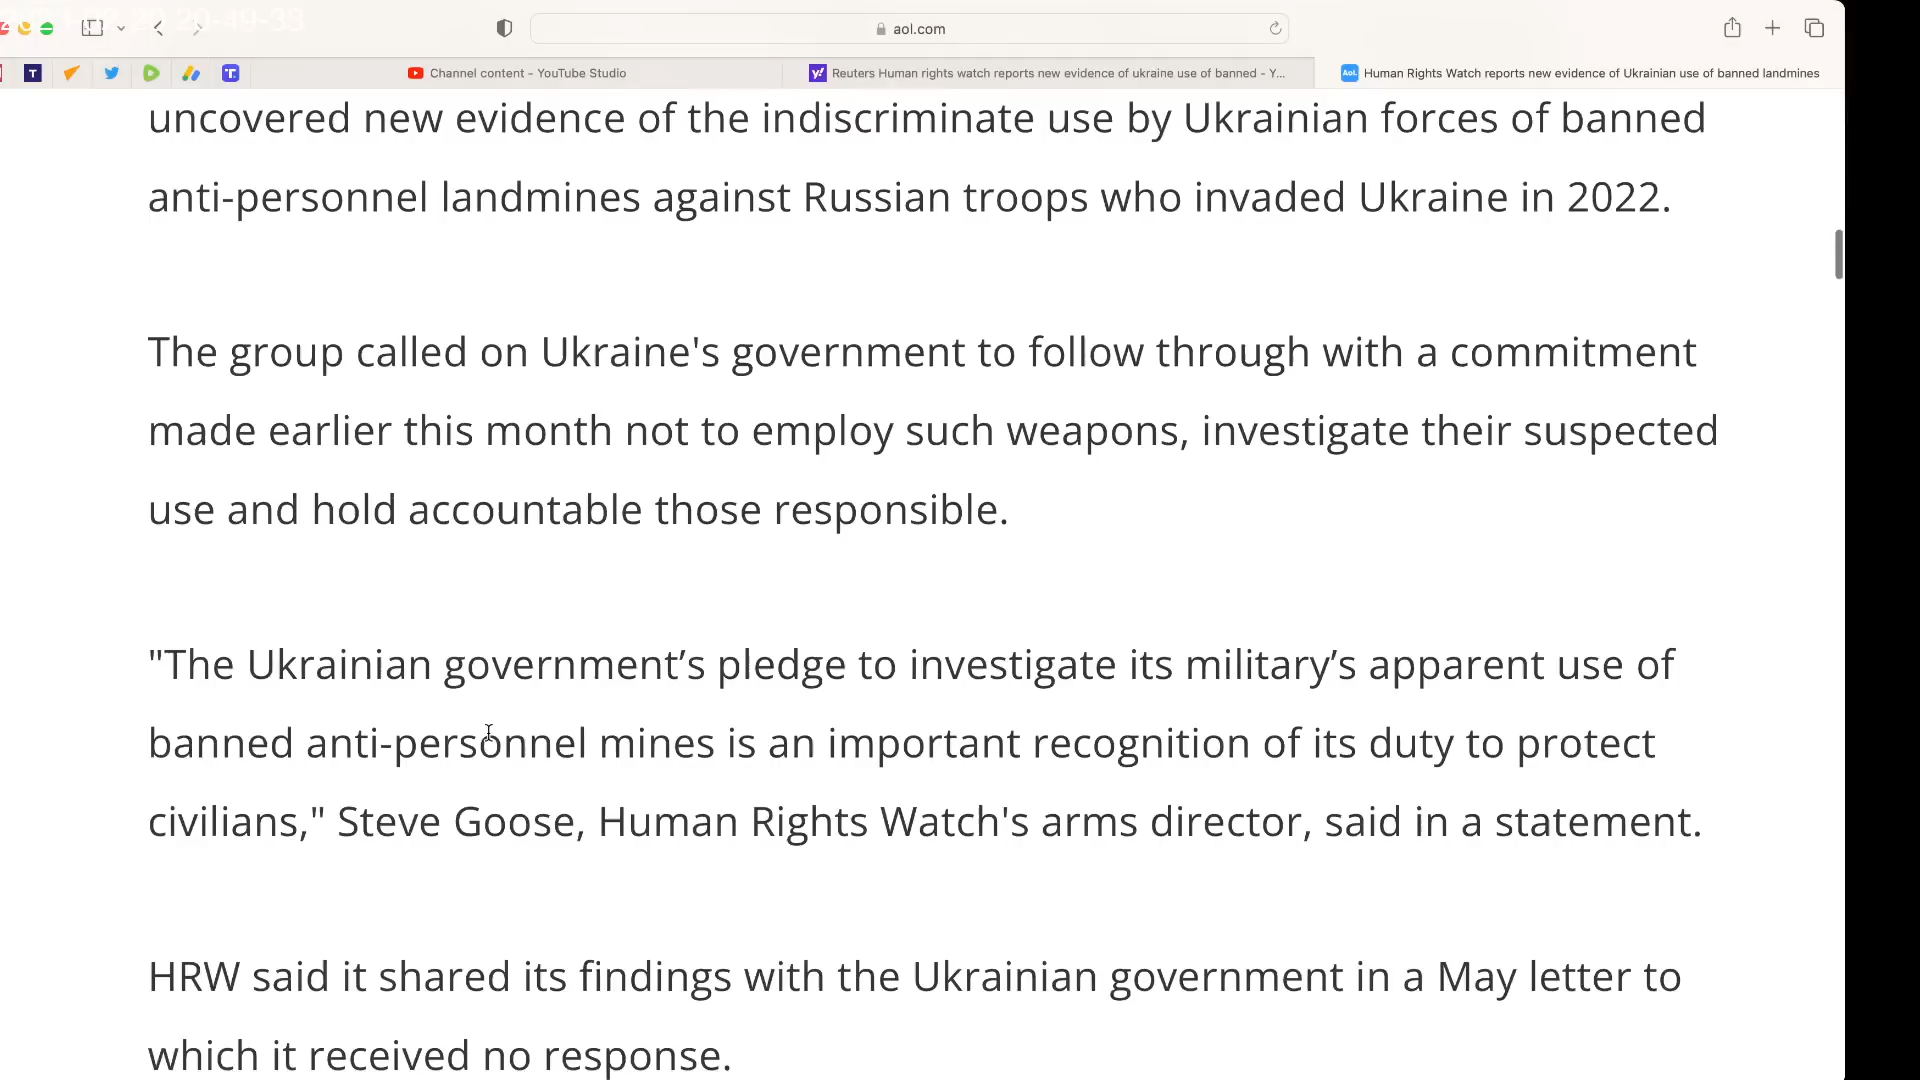 20-49-38
aol.com
Channel content - YouTube Studio
Reuters Human rights watch reports new evidence of ukraine use of banned - Y...
Human Rights Watch reports new evidence of Ukrainian use of banned landmines
uncovered new evidence of the indiscriminate use by Ukrainian forces of banned
anti-personnel landmines against Russian troops who invaded Ukraine in 2022.
The group called on Ukraine's government to follow through with a commitment
made earlier this month not to employ such weapons, investigate their suspected
use and hold accountable those responsible.
"The Ukrainian government’s pledge to investigate its military’s apparent use of
banned anti-personnel mines is an important recognition of its duty to protect
civilians," Steve Goose, Human Rights Watch's arms director, said in a statement.
HRW said it shared its findings with the Ukrainian government in a May letter to
which it received no response.